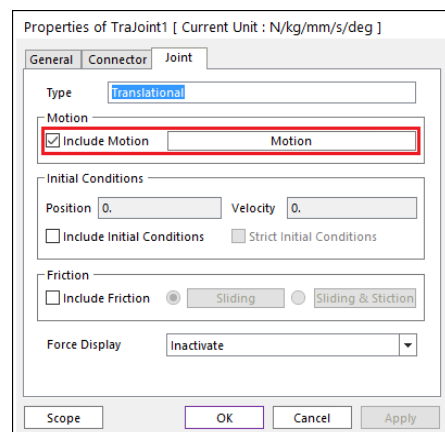 Properties of TraJoint1 [ Current Unit : N/kg/mm/s/deg ]
General Connector Joint
Type Translational
Motion
Include Motion Motion
Initial Conditions
Position 0. Velocity 0.
Include Initial Conditions Strict Initial Conditions
Friction
Include Friction Sliding Sliding & Stiction
Force Display Inactivate
Scope OK Cancel Apply